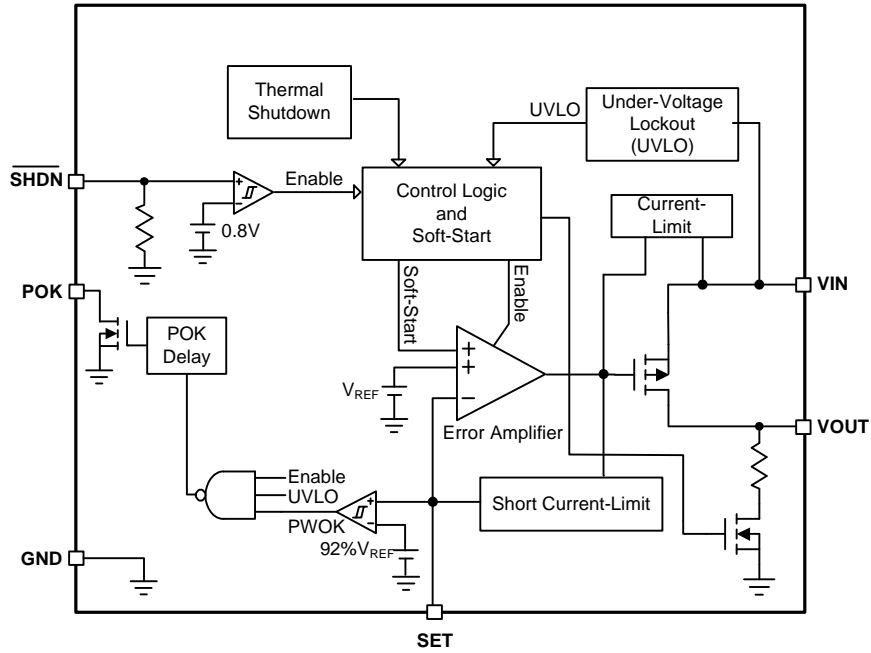 Thermal
Shutdown
UVLO
Under-Voltage
Lockout
(UVLO)
SHDN
Enable
0.8V
Control Logic
and
Soft-Start
Current-
Limit
POK
VIN
POK
Delay
Soft-Start
Enable
VREF
Error Amplifier
VOUT
Enable
UVLO
PWOK
92%VREF
Short Current-Limit
GND
SET